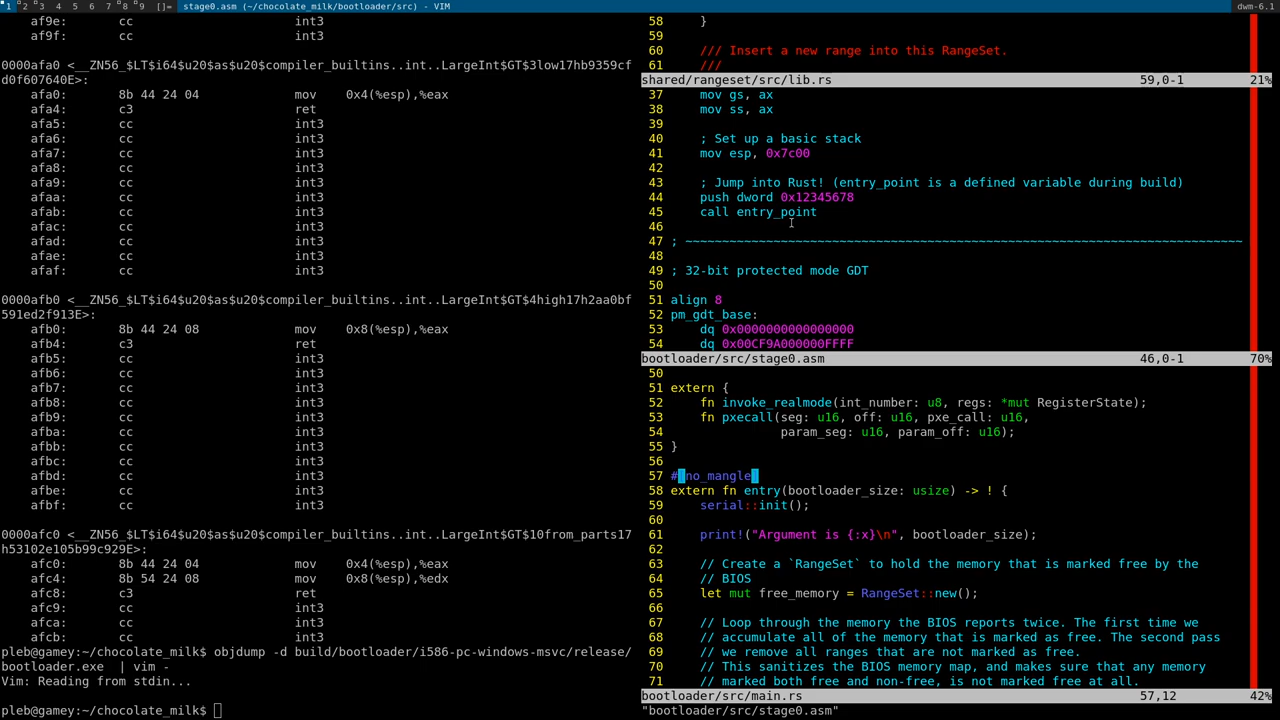 1 2 3 4 5 6 7 8 9 []= stage0.asm (~/chocolate_milk/bootloader/src) - VIM dwm-6.1
af9e: cc int3
af9f: cc int3
0000afa0 <__ZN56_$LT$i64$u20$as$u20$compiler_builtins..int..LargeInt$GT$3low17hb9359cf
d0f607640E>:
afa0: 8b 44 24 04 mov 0x4(%esp),%eax
afa4: c3 ret
afa5: cc int3
afa6: cc int3
afa7: cc int3
afa8: cc int3
afa9: cc int3
afaa: cc int3
afab: cc int3
afac: cc int3
afad: cc int3
afae: cc int3
afaf: cc int3
0000afb0 <__ZN56_$LT$i64$u20$as$u20$compiler_builtins..int..LargeInt$GT$4high17h2aa0bf
591ed2f913E>:
afb0: 8b 44 24 08 mov 0x8(%esp),%eax
afb4: c3 ret
afb5: cc int3
afb6: cc int3
afb7: cc int3
afb8: cc int3
afb9: cc int3
afba: cc int3
afbb: cc int3
afbc: cc int3
afbd: cc int3
afbe: cc int3
afbf: cc int3
0000afc0 <__ZN56_$LT$i64$u20$as$u20$compiler_builtins..int..LargeInt$GT$10from_parts17
h53102e105b99c929E>:
afc0: 8b 44 24 04 mov 0x4(%esp),%eax
afc4: 8b 54 24 08 mov 0x8(%esp),%edx
afc8: c3 ret
afc9: cc int3
afca: cc int3
afcb: cc int3
pleb@gamey:~/chocolate_milk$ objdump -d build/bootloader/i586-pc-windows-msvc/release/
bootloader.exe | vim -
Vim: Reading from stdin...
pleb@gamey:~/chocolate_milk$
58 }
59
60 /// Insert a new range into this RangeSet.
61 ///
shared/rangeset/src/lib.rs 59,0-1 21%
37 mov gs, ax
38 mov ss, ax
39
40 ; Set up a basic stack
41 mov esp, 0x7c00
42
43 ; Jump into Rust! (entry_point is a defined variable during build)
44 push dword 0x12345678
45 call entry_point
46
47 ; ~~~~~~~~~~~~~~~~~~~~~~~~~~~~~~~~~~~~~~~~~~~~~~~~~~~~~~~~~~~~~~~~~~~~~~~~~~~~
48
49 ; 32-bit protected mode GDT
50
51 align 8
52 pm_gdt_base:
53 dq 0x0000000000000000
54 dq 0x00CF9A000000FFFF
bootloader/src/stage0.asm 46,0-1 70%
50
51 extern {
52 fn invoke_realmode(int_number: u8, regs: *mut RegisterState);
53 fn pxecall(seg: u16, off: u16, pxe_call: u16,
54 param_seg: u16, param_off: u16);
55 }
56
57 #[no_mangle]
58 extern fn entry(bootloader_size: usize) -> ! {
59 serial::init();
60
61 print!("Argument is {:x}\n", bootloader_size);
62
63 // Create a `RangeSet` to hold the memory that is marked free by the
64 // BIOS
65 let mut free_memory = RangeSet::new();
66
67 // Loop through the memory the BIOS reports twice. The first time we
68 // accumulate all of the memory that is marked as free. The second pass
69 // we remove all ranges that are not marked as free.
70 // This sanitizes the BIOS memory map, and makes sure that any memory
71 // marked both free and non-free, is not marked free at all.
bootloader/src/main.rs 57,12 42%
"bootloader/src/stage0.asm"